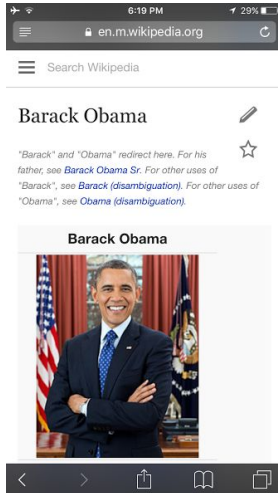 6:19 PM
29%
en.m.wikipedia.org
Search Wikipedia
Barack Obama
"Barack" and "Obama" redirect here. For his
father, see Barack Obama Sr. For other uses of
"Barack", see Barack (disambiguation). For other uses of
"Obama", see Obama (disambiguation).
Barack Obama